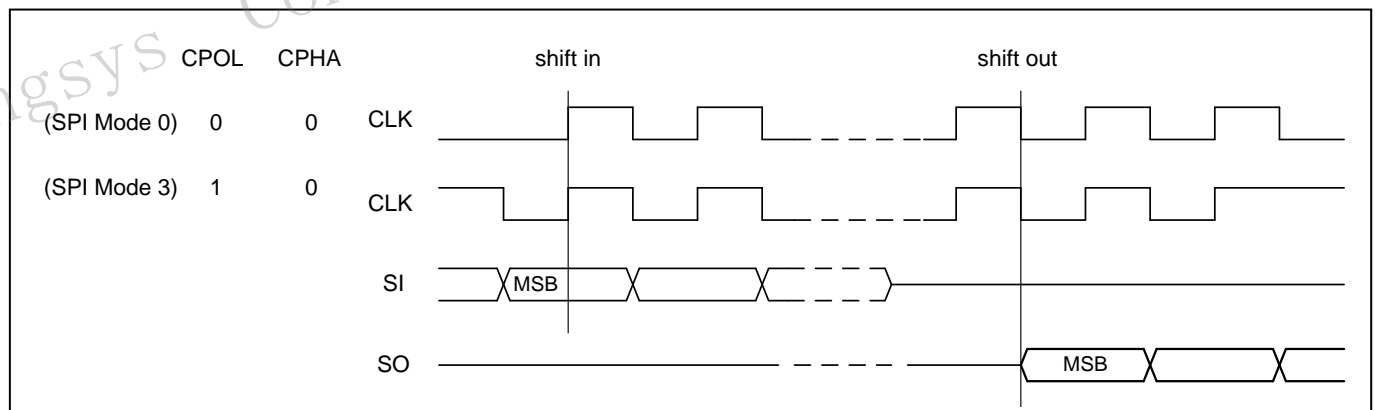 CPOL CPHA shift in shift out
(SPI Mode 0) 0 0 CLK
(SPI Mode 3) 1 0 CLK
SI MSB
SO MSB